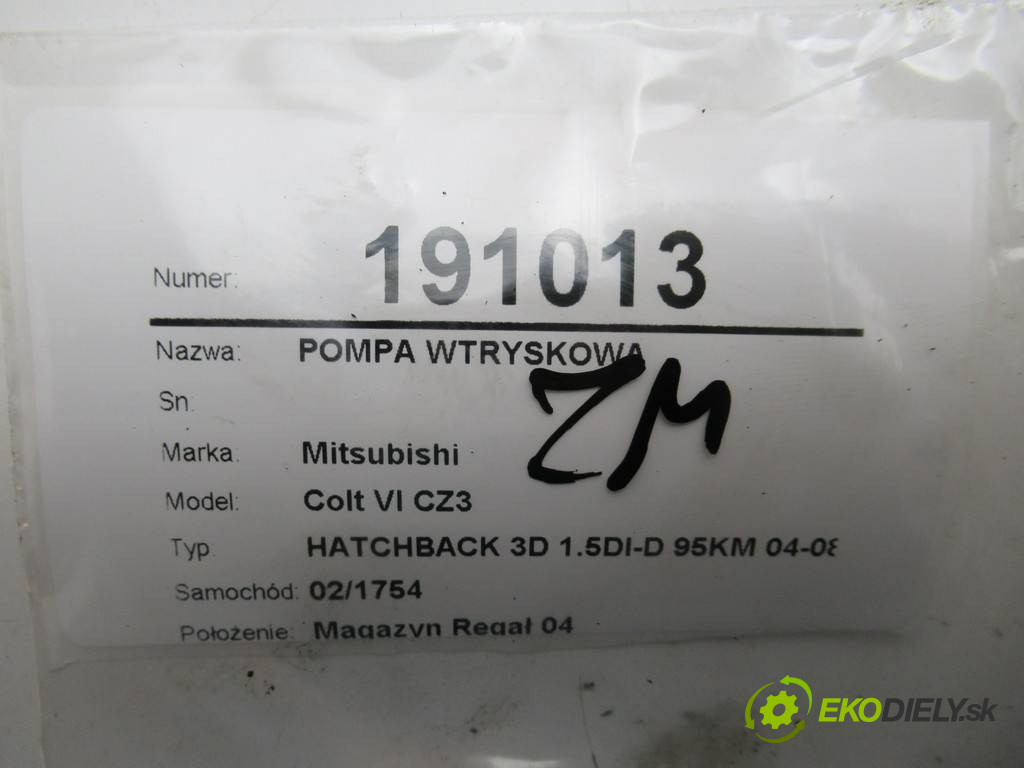 Numer: 191013
Nazwa: POMPA WTRYSKOWA
ZM
Sn.
Marka: Mitsubishi
Model: Colt VI CZ3
Typ. HATCHBACK 3D 1.5DI-D 95KM 04-08
Samochód: 02/1754
Położenie: Magazyn Regał 04
EKODIELY.sk